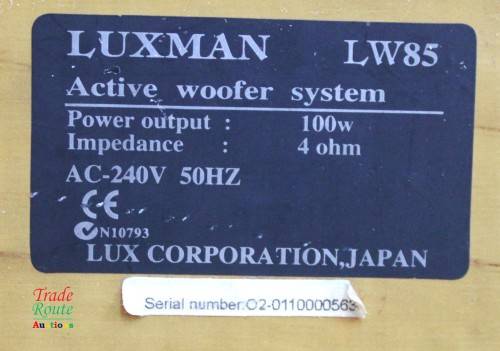 LUXMAN LW85
Active woofer system
Power output : 100w
Impedance : 4 ohm
AC-240V 50HZ
CE
N10793
LUX CORPORATION,JAPAN
Serial number:O2-0110000563
Trade
Route
Auctions